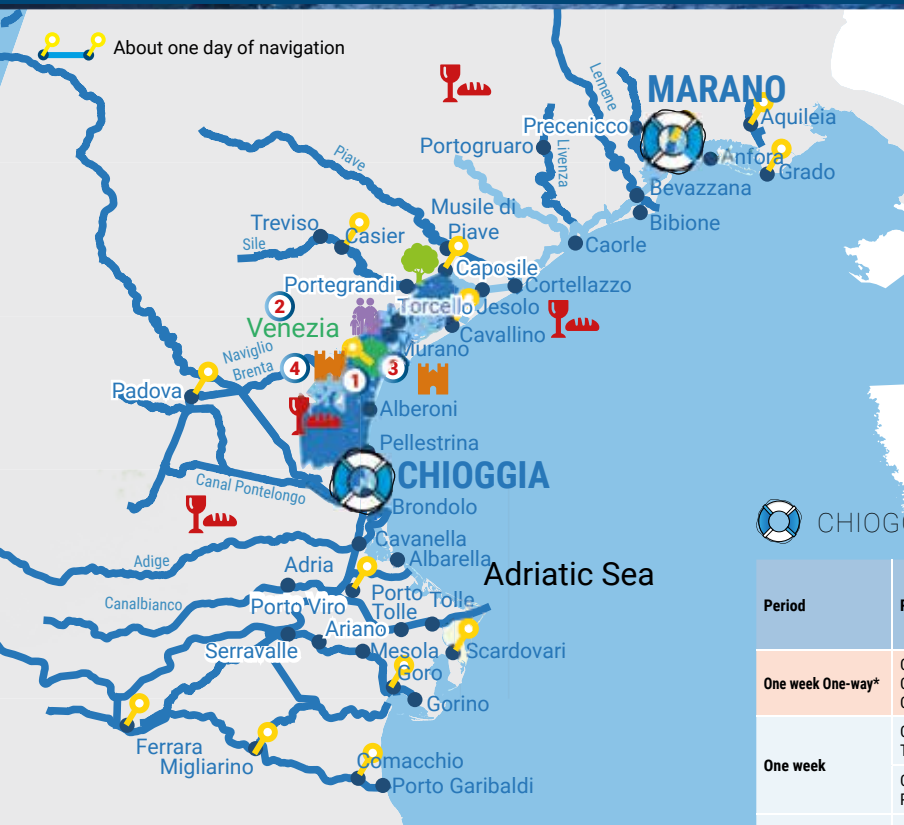 About one day of navigation
MARANO
Lemene
Aquileia
Precenicco
Portogruaro
Anfora
Livenza
Grado
Piave
Bevazzana
Musile di
Piave
Bibione
Treviso
Casier
Sile
Caorle
Caposile
Portegrandi
Cortellazzo
2
Torcello
Jesolo
Venezia
Cavallino
Murano
Naviglio
Brenta
4
3
1
Padova
Alberoni
Pellestrina
CHIOGGIA
Canal Pontelongo
Brondolo
CHIOG
Cavanella
Adige
Albarella
Adria
Adriatic Sea
Canalbianco
Porto Viro
Porto
Tolle
Tolle
Period
Ariano
Serravalle
Mesola
Scardovari
Goro
One week One-way*
Gorino
Ferrara
Migliarino
Comacchio
One week
Porto Garibaldi